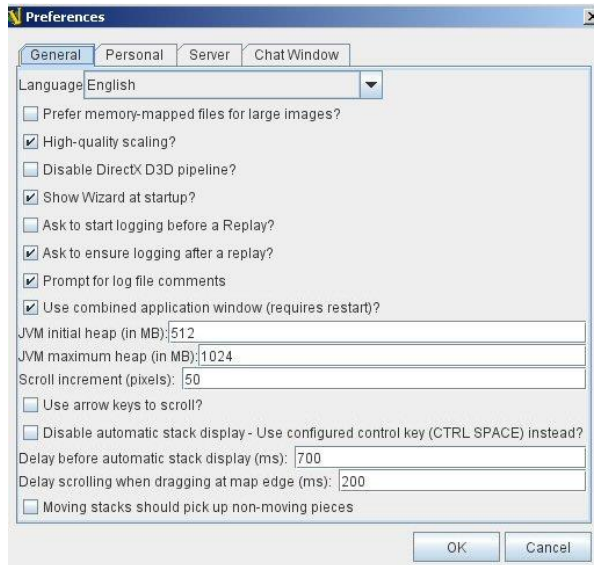 Preferences
General Personal Server Chat Window
Language English
Prefer memory-mapped files for large images?
High-quality scaling?
Disable DirectX D3D pipeline?
Show Wizard at startup?
Ask to start logging before a Replay?
Ask to ensure logging after a replay?
Prompt for log file comments
Use combined application window (requires restart)?
JVM initial heap (in MB): 512
JVM maximum heap (in MB): 1024
Scroll increment (pixels): 50
Use arrow keys to scroll?
Disable automatic stack display - Use configured control key (CTRL SPACE) instead?
Delay before automatic stack display (ms): 700
Delay scrolling when dragging at map edge (ms): 200
Moving stacks should pick up non-moving pieces
OK Cancel